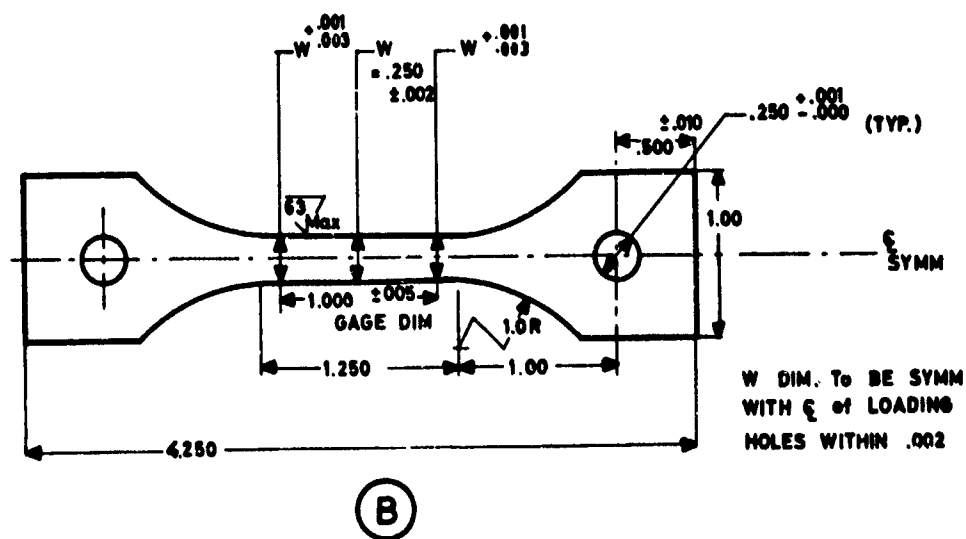 W +.001 .003
W = .250 ±.002
W +.001 .003
.250 +.001 -.000 (TYP.)
±.010
.500
63
Max
1.00
℄
SYMM
1.000 ±005
GAGE DIM
1.0R
1.250
1.00
W DIM. To BE SYMM
WITH ℄ of LOADING
HOLES WITHIN .002
4.250
B